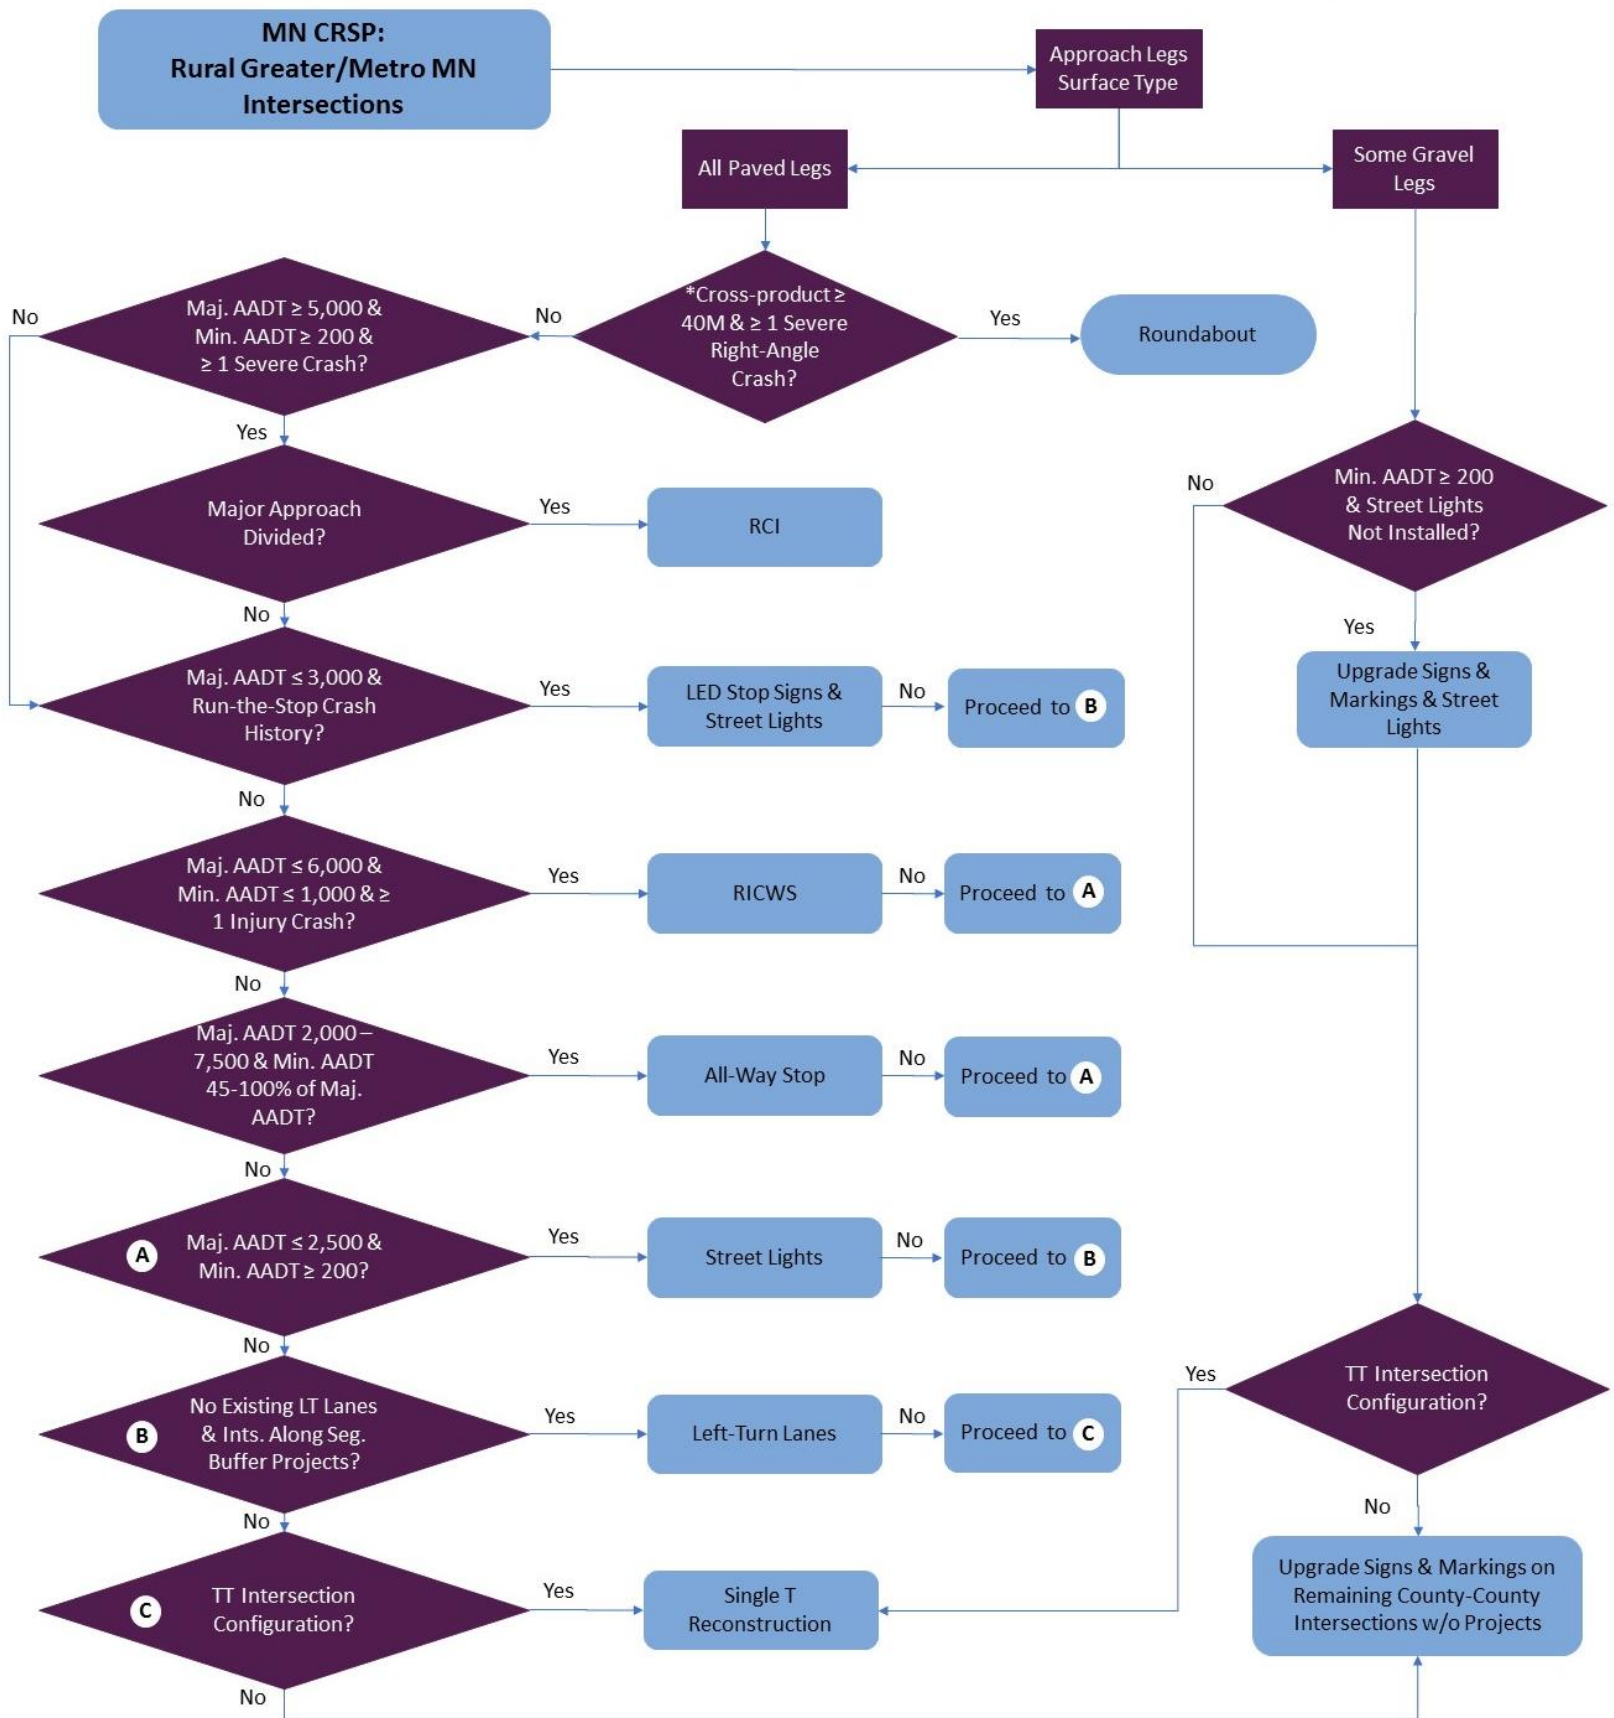 MN CRSP:
Rural Greater/Metro MN
Intersections
Approach Legs
Surface Type
All Paved Legs
Some Gravel
Legs
*Cross-product ≥
40M & ≥ 1 Severe
Right-Angle
Crash?
Yes
Roundabout
No
Maj. AADT ≥ 5,000 &
Min. AADT ≥ 200 &
≥ 1 Severe Crash?
No
Yes
Major Approach
Divided?
Yes
RCI
No
Maj. AADT ≤ 3,000 &
Run-the-Stop Crash
History?
Yes
LED Stop Signs &
Street Lights
No
Proceed to B
No
Maj. AADT ≤ 6,000 &
Min. AADT ≤ 1,000 & ≥
1 Injury Crash?
Yes
RICWS
No
Proceed to A
No
Maj. AADT 2,000 –
7,500 & Min. AADT
45-100% of Maj.
AADT?
Yes
All-Way Stop
No
Proceed to A
No
A
Maj. AADT ≤ 2,500 &
Min. AADT ≥ 200?
Yes
Street Lights
No
Proceed to B
No
B
No Existing LT Lanes
& Ints. Along Seg.
Buffer Projects?
Yes
Left-Turn Lanes
No
Proceed to C
No
C
TT Intersection
Configuration?
Yes
Single T
Reconstruction
No
Min. AADT ≥ 200
& Street Lights
Not Installed?
No
Yes
Upgrade Signs &
Markings & Street
Lights
TT Intersection
Configuration?
Yes
No
Upgrade Signs & Markings on
Remaining County-County
Intersections w/o Projects